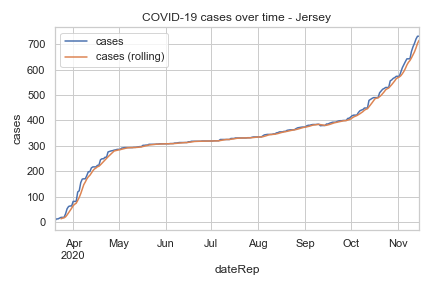 COVID-19 cases over time - Jersey
cases
cases (rolling)
700
600
500
400
300
200
100
0
cases
Apr May Jun Jul Aug Sep Oct Nov
2020
dateRep